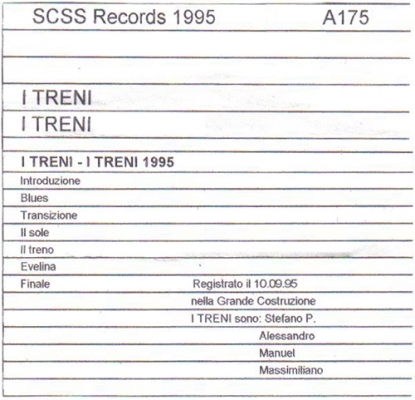 SCSS Records 1995 A175
I TRENI
I TRENI
I TRENI - I TRENI 1995
Introduzione
Blues
Transizione
Il sole
Il treno
Evelina
Finale Registrato il 10.09.95
nella Grande Costruzione
I TRENI sono: Stefano P.
Alessandro
Manuel
Massimiliano